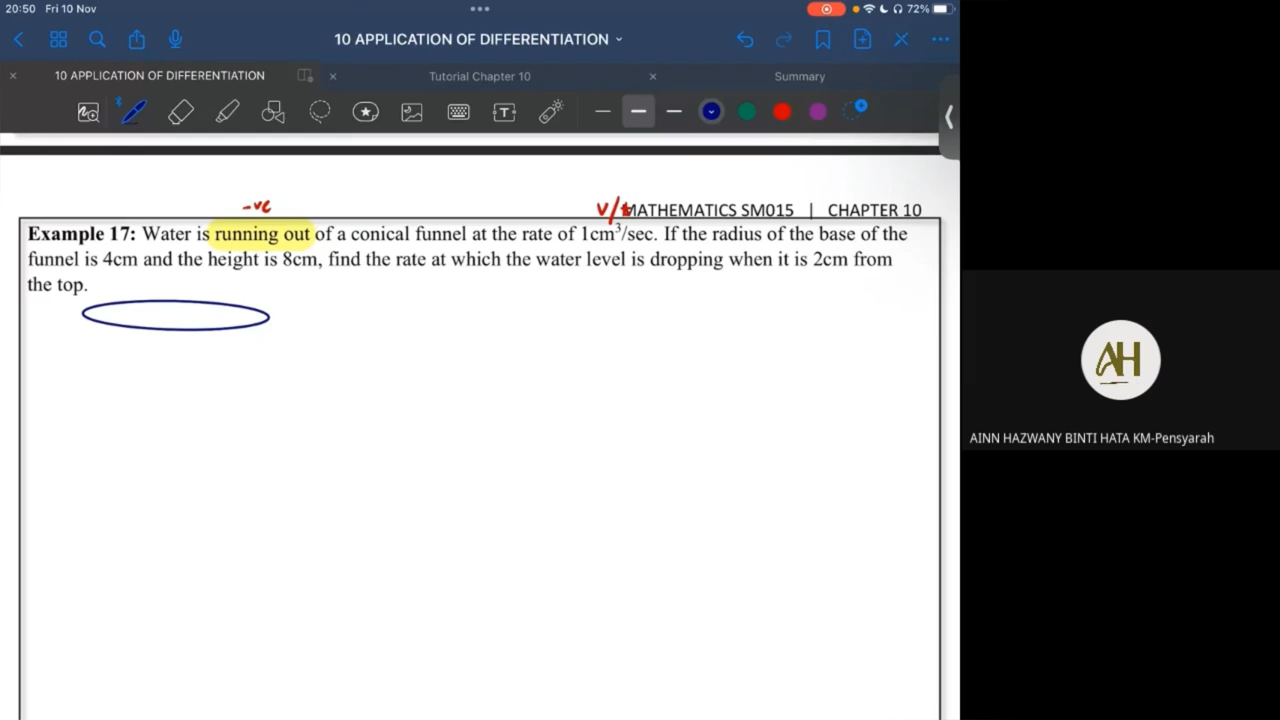 20:50 Fri 10 Nov
72%
10 APPLICATION OF DIFFERENTIATION
10 APPLICATION OF DIFFERENTIATION
Tutorial Chapter 10
Summary
-ve
V/t
MATHEMATICS SM015 | CHAPTER 10
Example 17: Water is running out of a conical funnel at the rate of 1cm³/sec. If the radius of the base of the
funnel is 4cm and the height is 8cm, find the rate at which the water level is dropping when it is 2cm from
the top.
AH
AINN HAZWANY BINTI HATA KM-Pensyarah